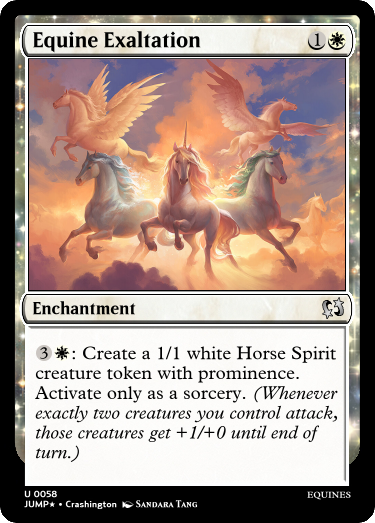 Equine Exaltation 1
Enchantment
3 : Create a 1/1 white Horse Spirit
creature token with prominence.
Activate only as a sorcery. (Whenever
exactly two creatures you control attack,
those creatures get +1/+0 until end of
turn.)
U 0058
JUMP★ • Crashington SANDARA TANG
EQUINES